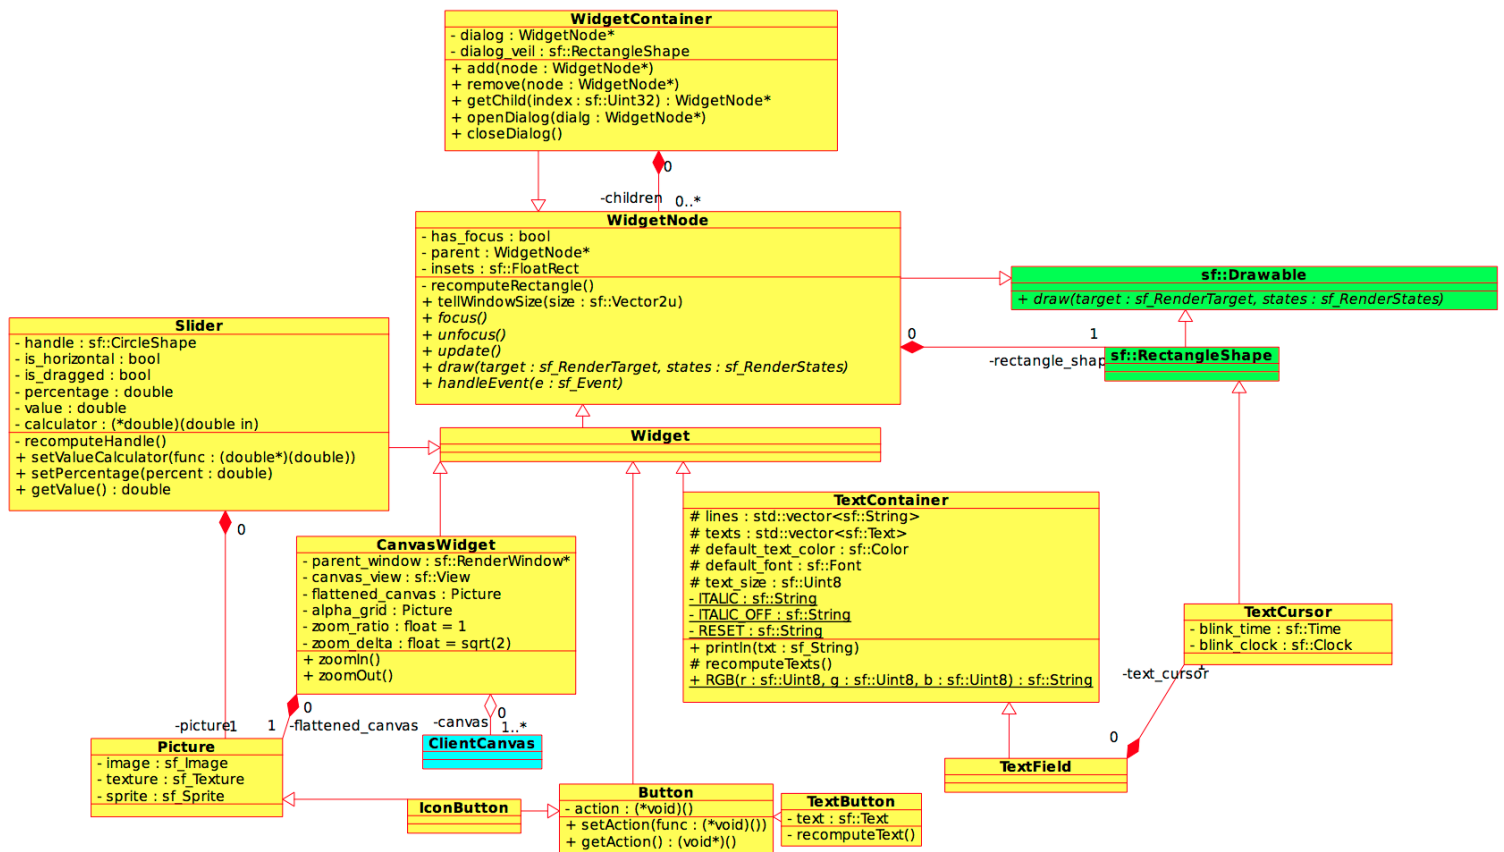 WidgetContainer
- dialog : WidgetNode*
- dialog_veil : sf::RectangleShape
+ add(node : WidgetNode*)
+ remove(node : WidgetNode*)
+ getChild(index : sf::Uint32) : WidgetNode*
+ openDialog(dialg : WidgetNode*)
+ closeDialog()
0
-children
0..*
WidgetNode
- has_focus : bool
- parent : WidgetNode*
- insets : sf::FloatRect
- recomputeRectangle()
+ tellWindowSize(size : sf::Vector2u)
+ focus()
+ unfocus()
+ update()
+ draw(target : sf_RenderTarget, states : sf_RenderStates)
+ handleEvent(e : sf_Event)
sf::Drawable
+ draw(target : sf_RenderTarget, states : sf_RenderStates)
0
1
-rectangle_shap
sf::RectangleShape
Slider
- handle : sf::CircleShape
- is_horizontal : bool
- is_dragged : bool
- percentage : double
- value : double
- calculator : (*double)(double in)
- recomputeHandle()
+ setValueCalculator(func : (double*)(double))
+ setPercentage(percent : double)
+ getValue() : double
0
Widget
TextContainer
# lines : std::vector<sf::String>
# texts : std::vector<sf::Text>
# default_text_color : sf::Color
# default_font : sf::Font
# text_size : sf::Uint8
- ITALIC : sf::String
- ITALIC_OFF : sf::String
- RESET : sf::String
+ println(txt : sf_String)
# recomputeTexts()
+ RGB(r : sf::Uint8, g : sf::Uint8, b : sf::Uint8) : sf::String
CanvasWidget
- parent_window : sf::RenderWindow*
- canvas_view : sf::View
- flattened_canvas : Picture
- alpha_grid : Picture
- zoom_ratio : float = 1
- zoom_delta : float = sqrt(2)
+ zoomIn()
+ zoomOut()
TextCursor
- blink_time : sf::Time
- blink_clock : sf::Clock
1
-text_cursor
0
0
-picture
1
1
-flattened_canvas
0
-canvas
1..*
Picture
- image : sf_Image
- texture : sf_Texture
- sprite : sf_Sprite
ClientCanvas
TextField
IconButton
Button
- action : (*void)()
+ setAction(func : (*void)())
+ getAction() : (void*)()
TextButton
- text : sf::Text
- recomputeText()